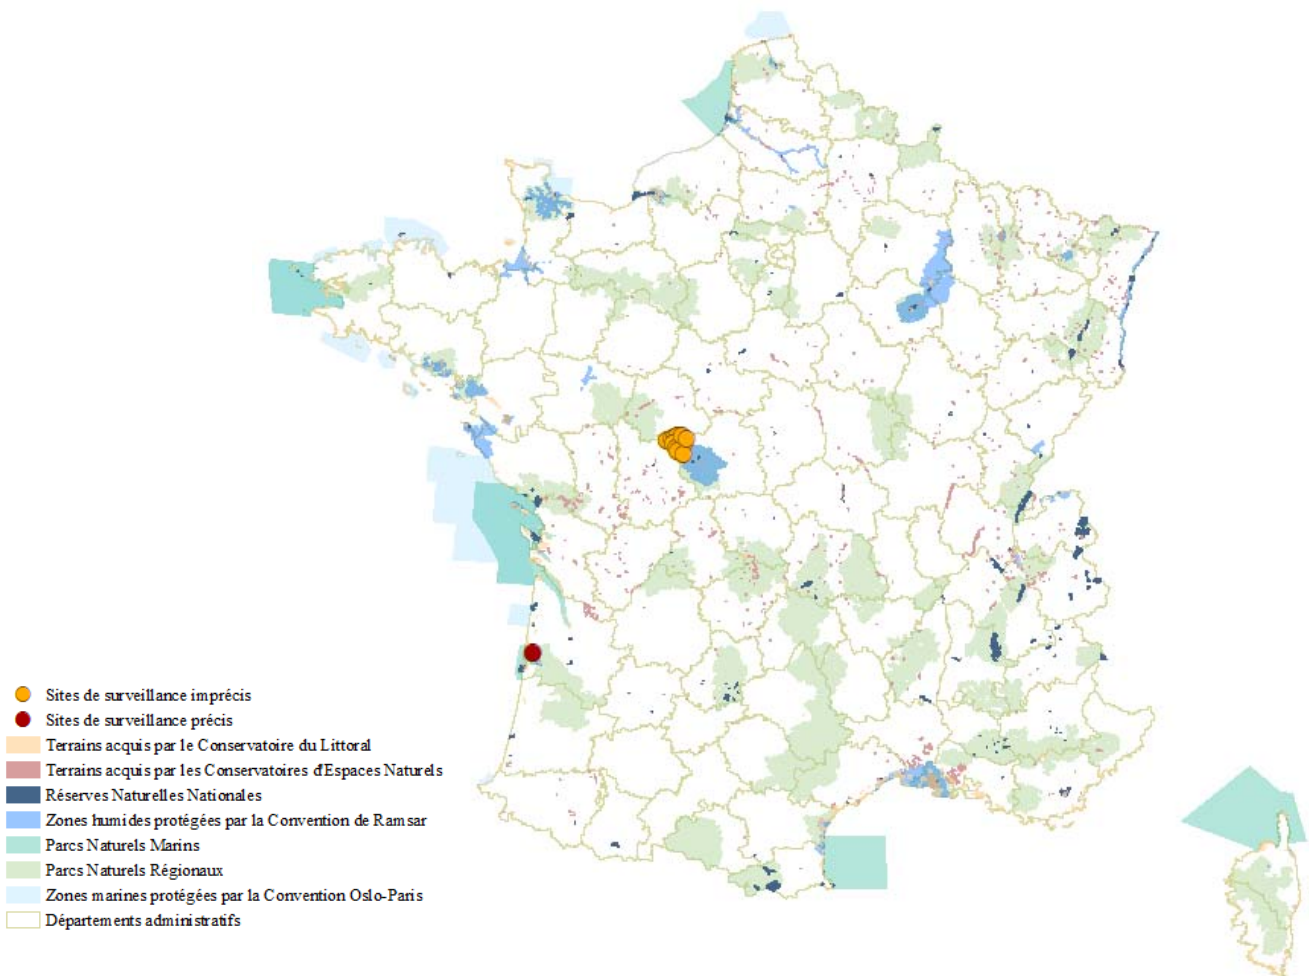 Sites de surveillance imprécis
Sites de surveillance précis
Terrains acquis par le Conservatoire du Littoral
Terrains acquis par les Conservatoires d'Espaces Naturels
Réserves Naturelles Nationales
Zones humides protégées par la Convention de Ramsar
Parcs Naturels Marins
Parcs Naturels Régionaux
Zones marines protégées par la Convention Oslo-Paris
Départements administratifs